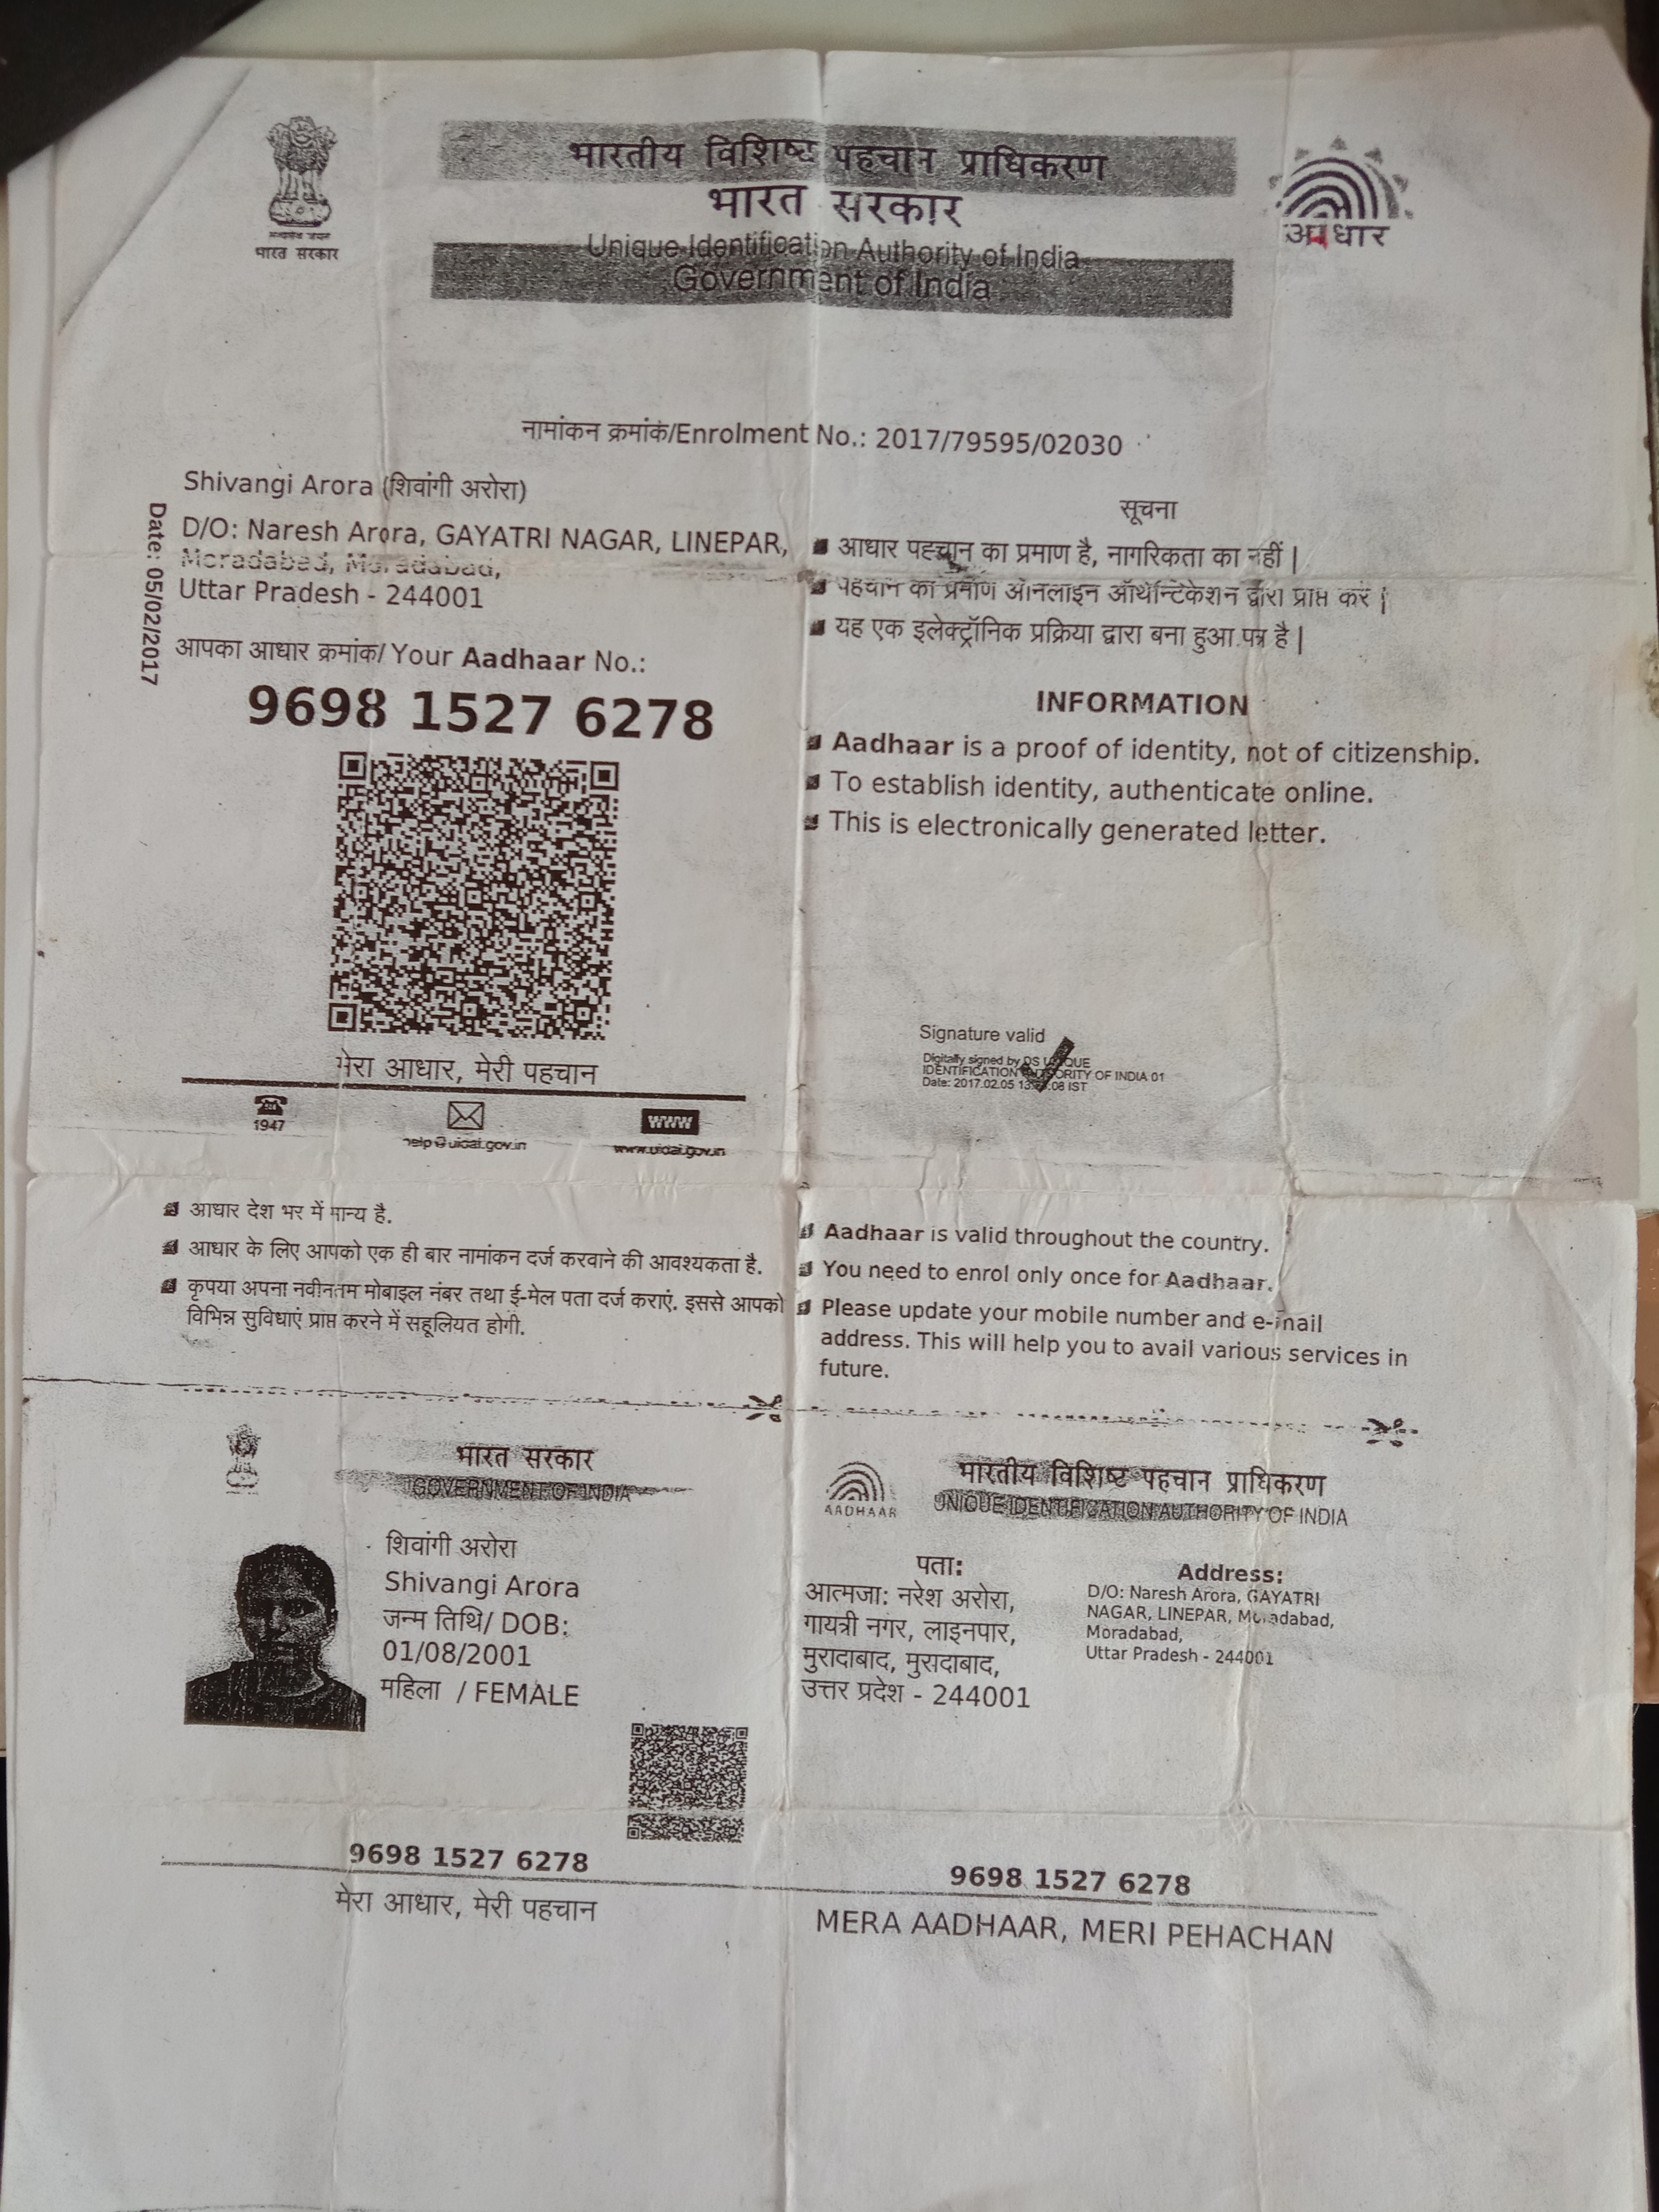 भारतीय विशिष्ट पहचान प्राधिकरण
भारत सरकार
Unique Identification Authority of India
Government of India
सत्यमेव जयते
भारत सरकार
आधार
नामांकन क्रमांक/Enrolment No.: 2017/79595/02030
Date: 05/02/2017
Shivangi Arora (शिवांगी अरोरा)
D/O: Naresh Arora, GAYATRI NAGAR, LINEPAR,
Moradabad, Moradabad,
Uttar Pradesh - 244001
आपका आधार क्रमांक/ Your Aadhaar No.:
9698 1527 6278
मेरा आधार, मेरी पहचान
1947
help@uidai.gov.in
www
www.uidai.gov.in
सूचना
आधार पहचान का प्रमाण है, नागरिकता का नहीं |
पहचान का प्रमाण ऑनलाइन ऑथेन्टिकेशन द्वारा प्राप्त करें |
यह एक इलेक्ट्रॉनिक प्रक्रिया द्वारा बना हुआ पत्र है |
INFORMATION
Aadhaar is a proof of identity, not of citizenship.
To establish identity, authenticate online.
This is electronically generated letter.
Signature valid
Digitally signed by DS UNIQUE
IDENTIFICATION AUTHORITY OF INDIA 01
Date: 2017.02.05 IST
आधार देश भर में मान्य है.
आधार के लिए आपको एक ही बार नामांकन दर्ज करवाने की आवश्यकता है.
कृपया अपना नवीनतम मोबाइल नंबर तथा ई-मेल पता दर्ज कराएं. इससे आपको
विभिन्न सुविधाएं प्राप्त करने में सहूलियत होगी.
Aadhaar is valid throughout the country.
You need to enrol only once for Aadhaar.
Please update your mobile number and e-mail
address. This will help you to avail various services in
future.
भारत सरकार
GOVERNMENT OF INDIA
शिवांगी अरोरा
Shivangi Arora
जन्म तिथि/ DOB:
01/08/2001
महिला / FEMALE
9698 1527 6278
मेरा आधार, मेरी पहचान
AADHAAR
भारतीय विशिष्ट पहचान प्राधिकरण
UNIQUE IDENTIFICATION AUTHORITY OF INDIA
पता:
आत्मजा: नरेश अरोरा,
गायत्री नगर, लाइनपार,
मुरादाबाद, मुरादाबाद,
उत्तर प्रदेश - 244001
Address:
D/O: Naresh Arora, GAYATRI
NAGAR, LINEPAR, Moradabad,
Moradabad,
Uttar Pradesh - 244001
9698 1527 6278
MERA AADHAAR, MERI PEHACHAN